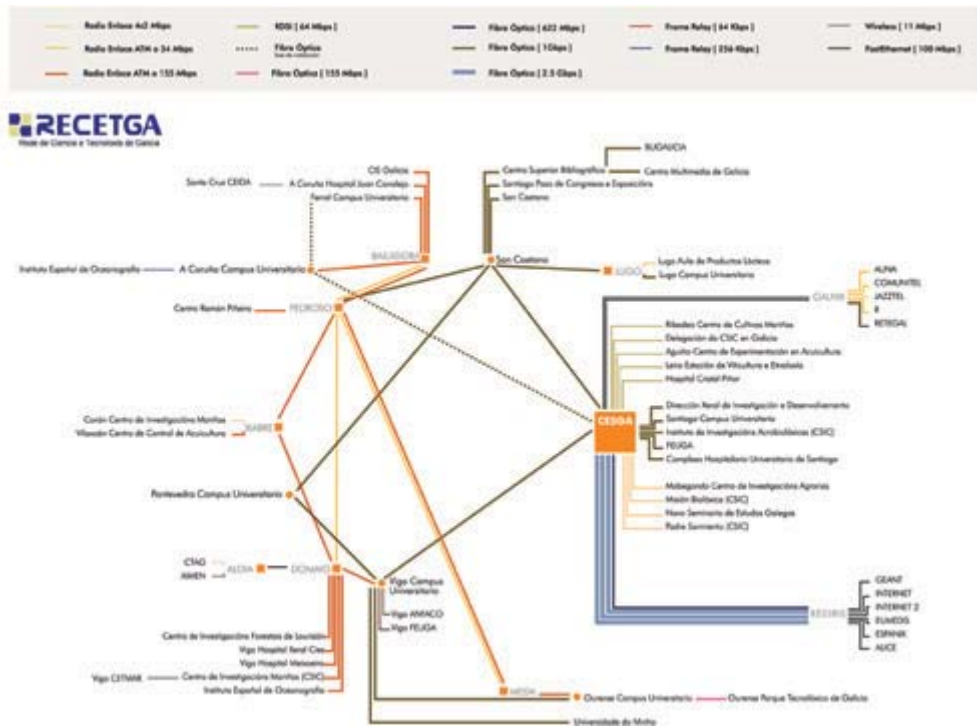 Radio Enlace 4x2 Mbps
Radio Enlace ATM a 34 Mbps
Radio Enlace ATM a 155 Mbps
RDSI [ 64 Mbps ]
Fibra Óptica
Fibra Óptica [ 155 Mbps ]
Fibra Óptica [ 622 Mbps ]
Fibra Óptica [ 1Gbps ]
Fibra Óptica [ 2.5 Gbps ]
Frame Relay [ 64 Kbps ]
Frame Relay [ 256 Kbps ]
Wireless [ 11 Mbps ]
FastEthernet [ 100 Mbps ]
RECETGA
Rede de Ciencia e Tecnoloxía de Galicia
BUGALICIA
Centro Superior Bibliográfico
Centro Multimedia de Galicia
Santiago Pazo de Congresos e Exposicións
San Caetano
CIS Galicia
Santa Cruz CEIDA
A Coruña Hospital Juan Canalejo
Ferrol Campus Universitario
BAILADORA
San Caetano
Instituto Español de Oceanografía
A Coruña Campus Universitario
LUGO
Lugo Aula de Productos Lácteos
Lugo Campus Universitario
Centro Ramón Piñeiro
PEDROSO
GALNIX
ALPIA
COMUNITEL
JAZZTEL
R
RETEGAL
Ribadeo Centro de Cultivos Mariños
Delegación do CSIC en Galicia
Centro de Experimentación en Acuicultura
Leiro Estación de Viticultura e Enoloxía
Hospital Cristal Piñor
CESGA
Dirección Xeral de Investigación e Desenvolvemento
Santiago Campus Universitario
Instituto de Investigacións Agrobiolóxicas (CSIC)
FEUGA
Complexo Hospitalario Universitario de Santiago
Corón Centro de Investigacións Mariñas
Vilaxoán Centro de Control de Acuicultura
XIABRE
Pontevedra Campus Universitario
Mabegondo Centro de Investigacións Agrarias
Misión Biolóxica (CSIC)
Novo Seminario de Estudos Galegos
Padre Sarmiento (CSIC)
CTAG
AIMEN
ALOIA
DOMAIO
Vigo Campus
Universitario
Vigo ANFACO
Vigo FEUGA
REDIRIS
GEANT
INTERNET
INTERNET 2
EUMEDIS
ESPANIX
ALICE
Centro de Investigacións Forestais de Lourizán
Vigo Hospital Xeral Cíes
Vigo Hospital Meixoeiro
Vigo CETMAR
Centro de Investigacións Mariñas (CSIC)
Instituto Español de Oceanografía
MEDA
Ourense Campus Universitario
Ourense Parque Tecnolóxico de Galicia
Universidade do Minho